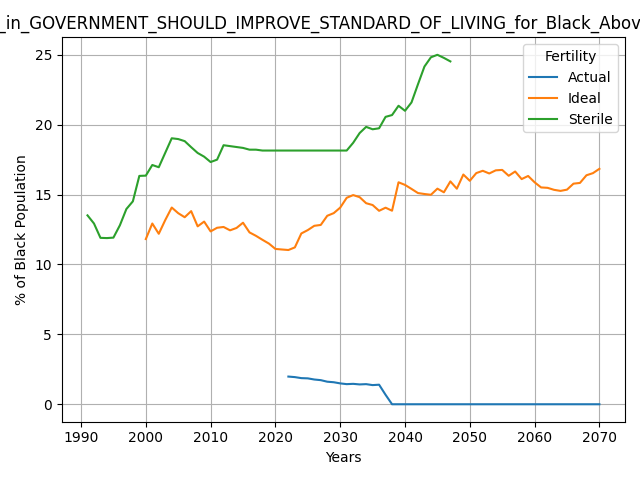 _in_GOVERNMENT_SHOULD_IMPROVE_STANDARD_OF_LIVING_for_Black_Abov
Fertility
Actual
Ideal
Sterile
% of Black Population
25
20
15
10
5
0
1990 2000 2010 2020 2030 2040 2050 2060 2070
Years